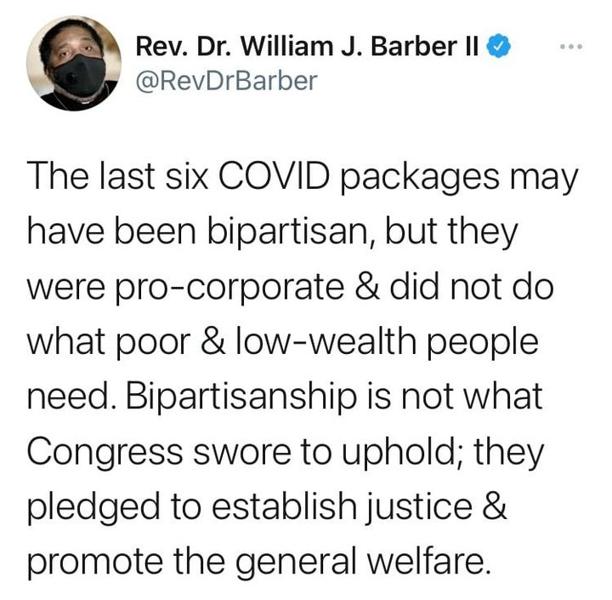 Rev. Dr. William J. Barber II
@RevDrBarber
The last six COVID packages may
have been bipartisan, but they
were pro-corporate & did not do
what poor & low-wealth people
need. Bipartisanship is not what
Congress swore to uphold; they
pledged to establish justice &
promote the general welfare.